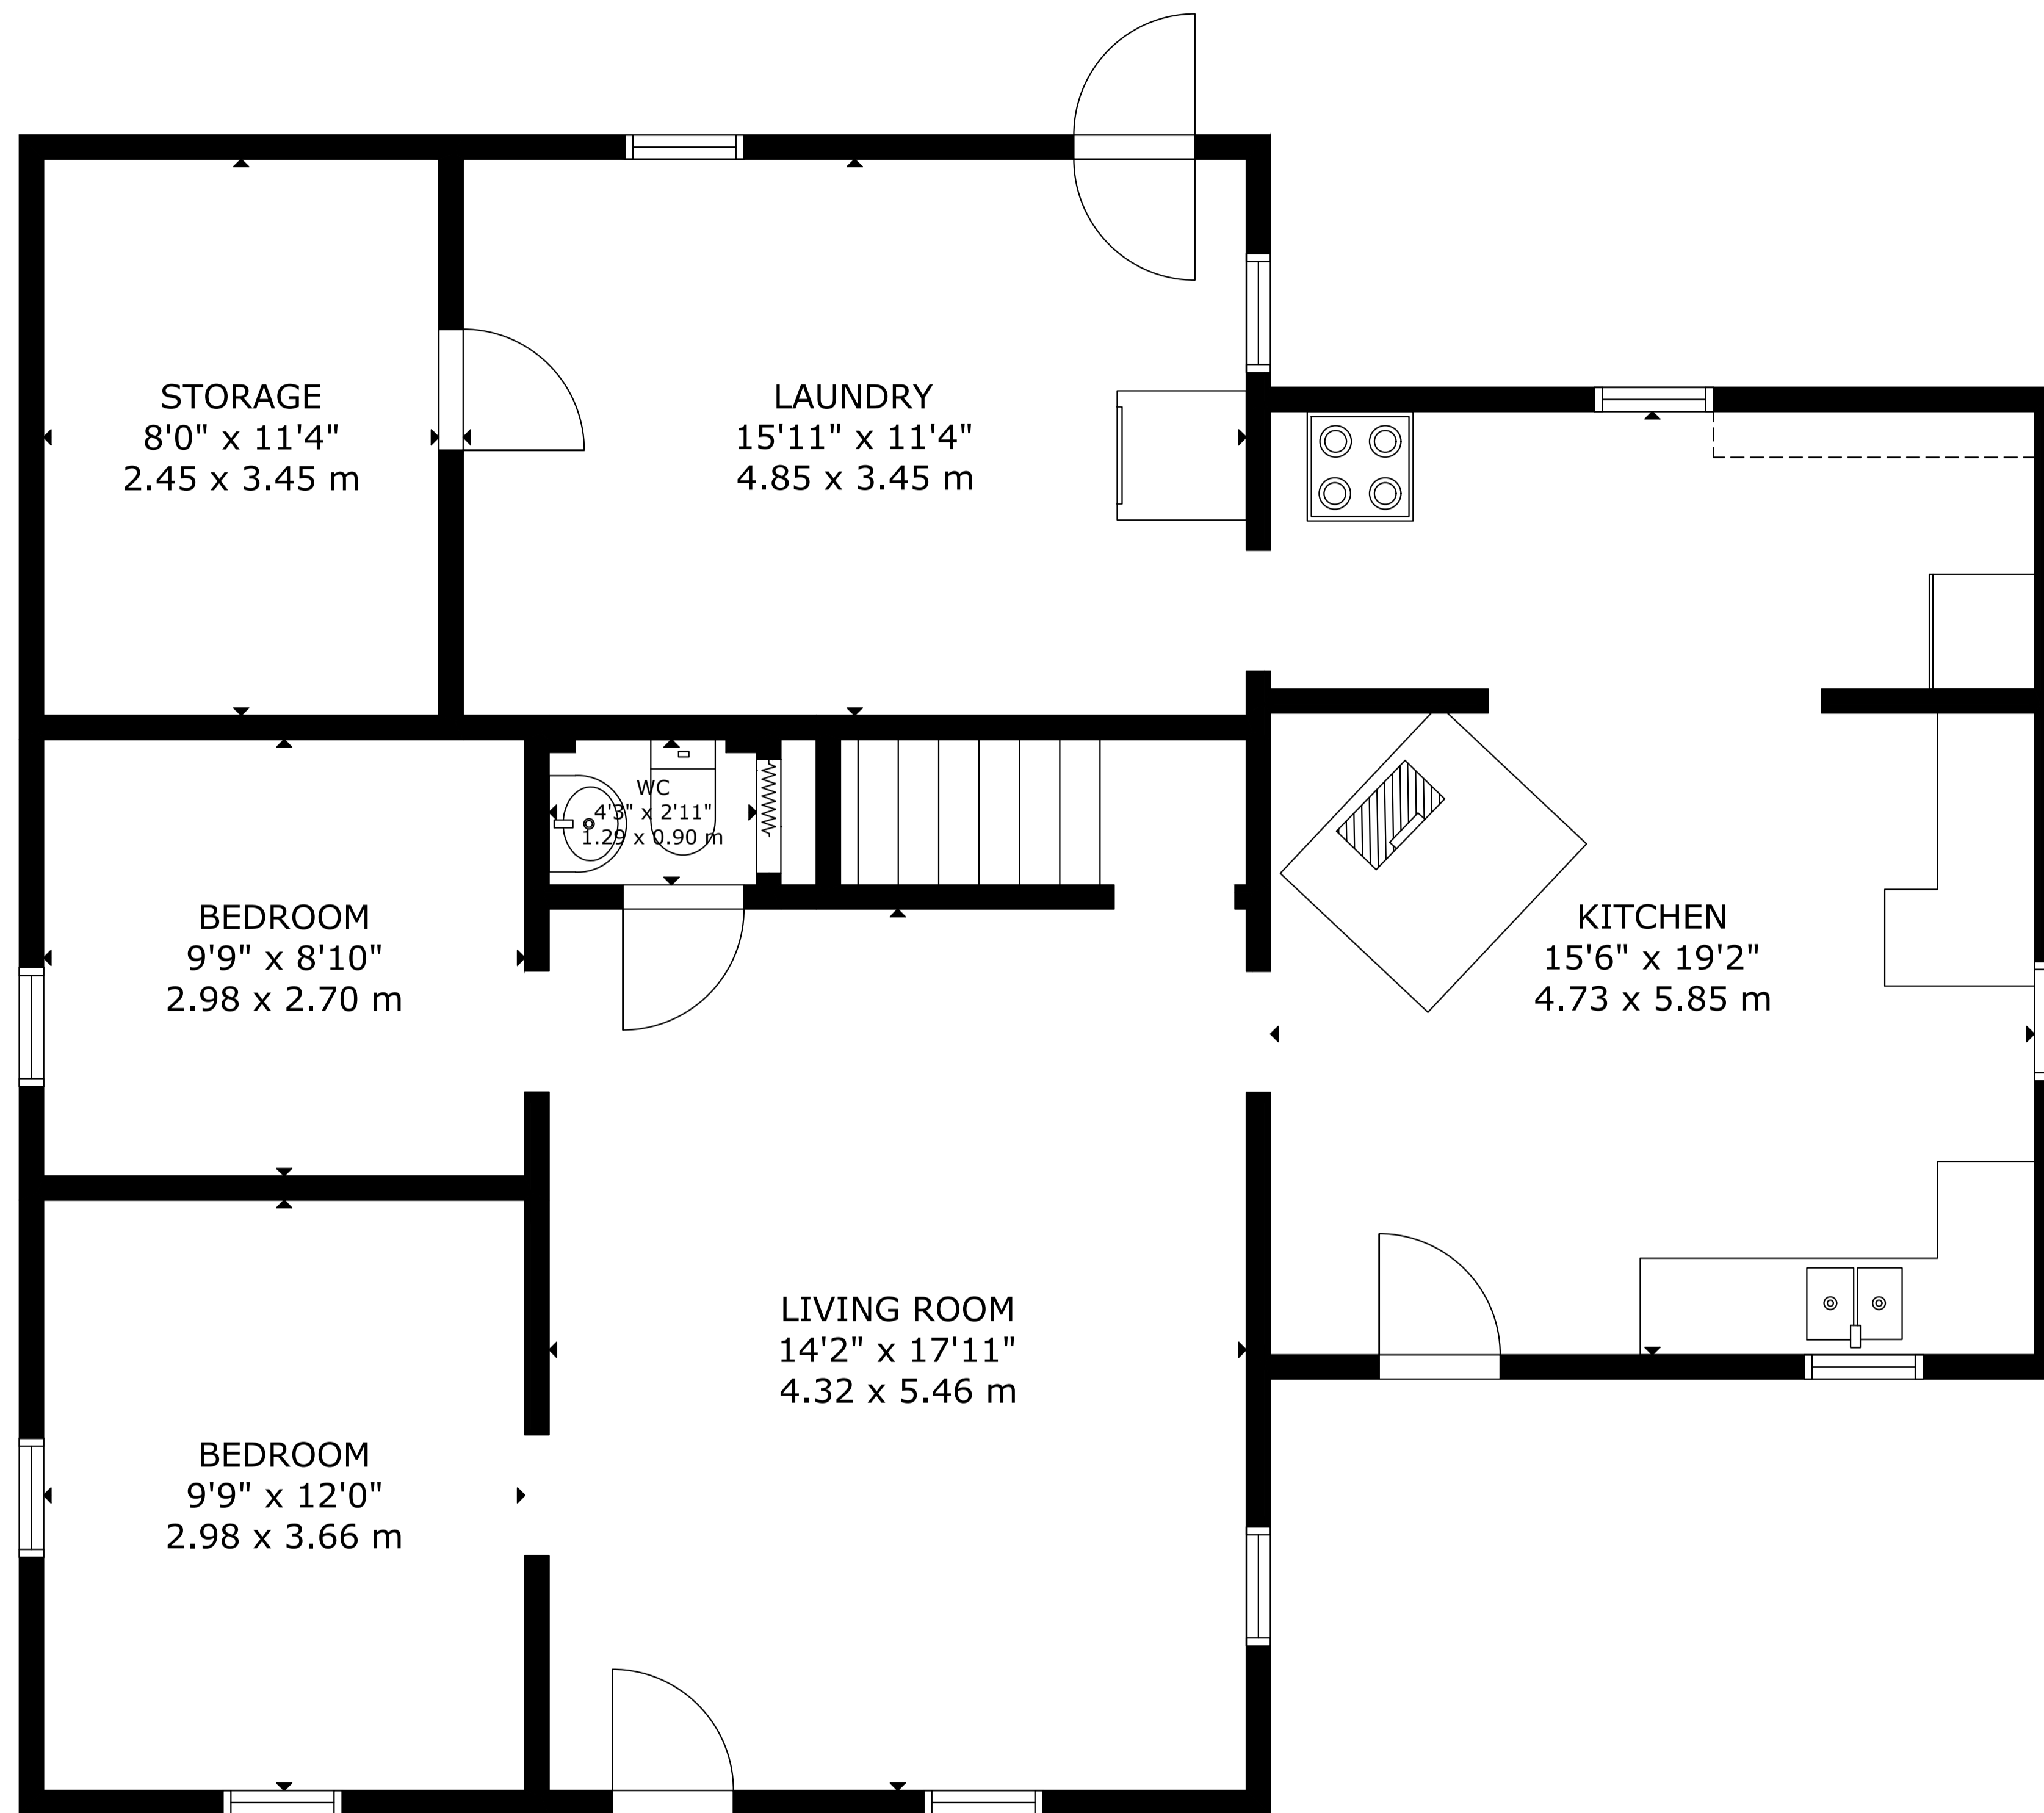 STORAGE
8'0" x 11'4"
2.45 x 3.45 m
LAUNDRY
15'11" x 11'4"
4.85 x 3.45 m
WC
4'3" x 2'11"
1.29 x 0.90 m
BEDROOM
9'9" x 8'10"
2.98 x 2.70 m
KITCHEN
15'6" x 19'2"
4.73 x 5.85 m
LIVING ROOM
14'2" x 17'11"
4.32 x 5.46 m
BEDROOM
9'9" x 12'0"
2.98 x 3.66 m